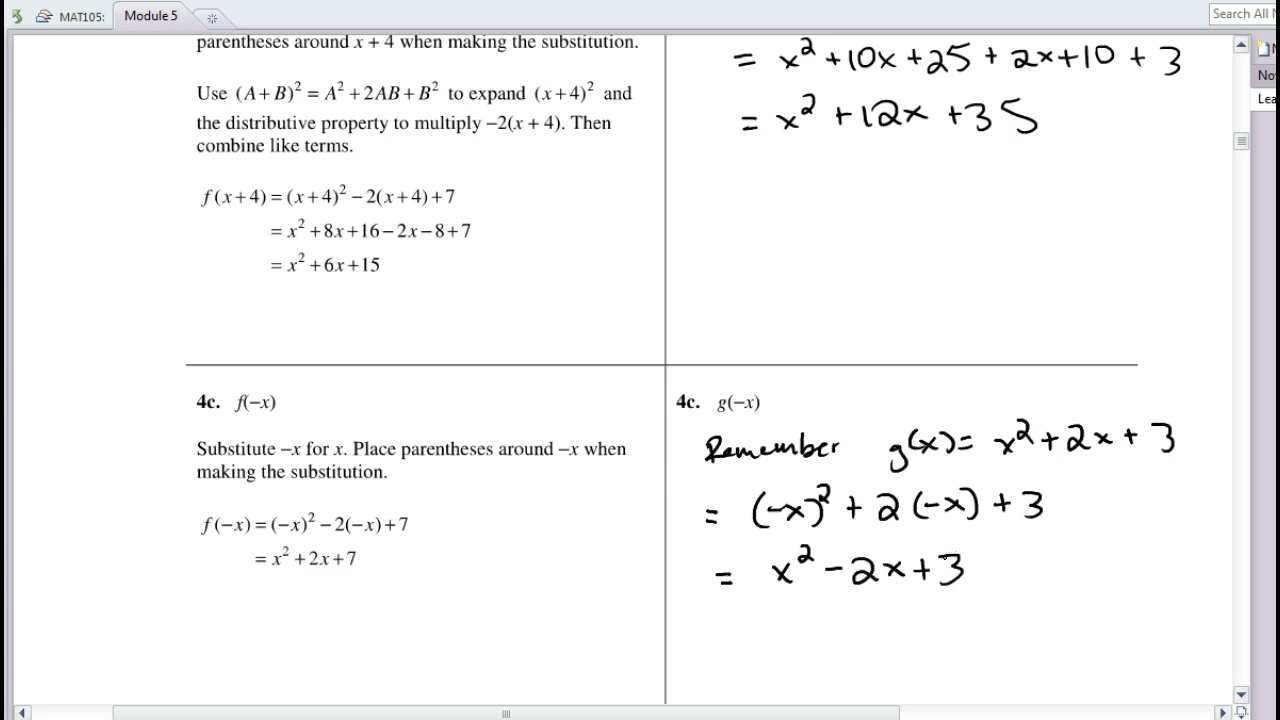 MAT105:
Module 5
Search All N
parentheses around x + 4 when making the substitution.
Use (A+B)² = A² + 2AB + B² to expand (x+4)² and
the distributive property to multiply −2(x + 4). Then
combine like terms.
f(x+4) = (x+4)² − 2(x+4) + 7
= x² + 8x + 16 − 2x − 8 + 7
= x² + 6x + 15
= x² + 10x + 25 + 2x + 10 + 3
= x² + 12x + 35
4c. f(−x)
Substitute −x for x. Place parentheses around −x when
making the substitution.
f(−x) = (−x)² − 2(−x) + 7
= x² + 2x + 7
4c. g(−x)
Remember g(x) = x² + 2x + 3
= (-x)² + 2(-x) + 3
= x² - 2x + 3
N
No
Lea